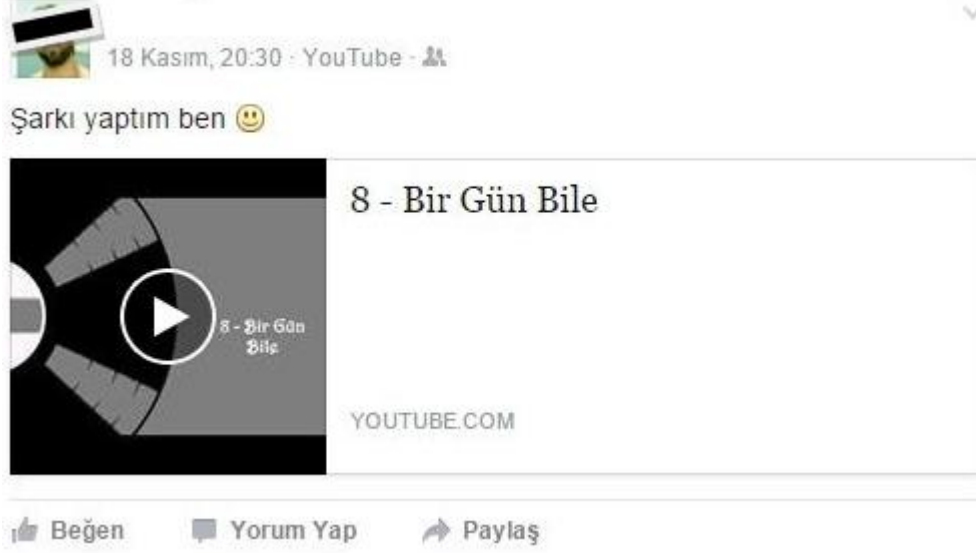 18 Kasım, 20:30 · YouTube ·
Şarkı yaptım ben
8 - Bir Gün Bile
8 - Bir Gün
Bile
YOUTUBE.COM
Beğen Yorum Yap Paylaş